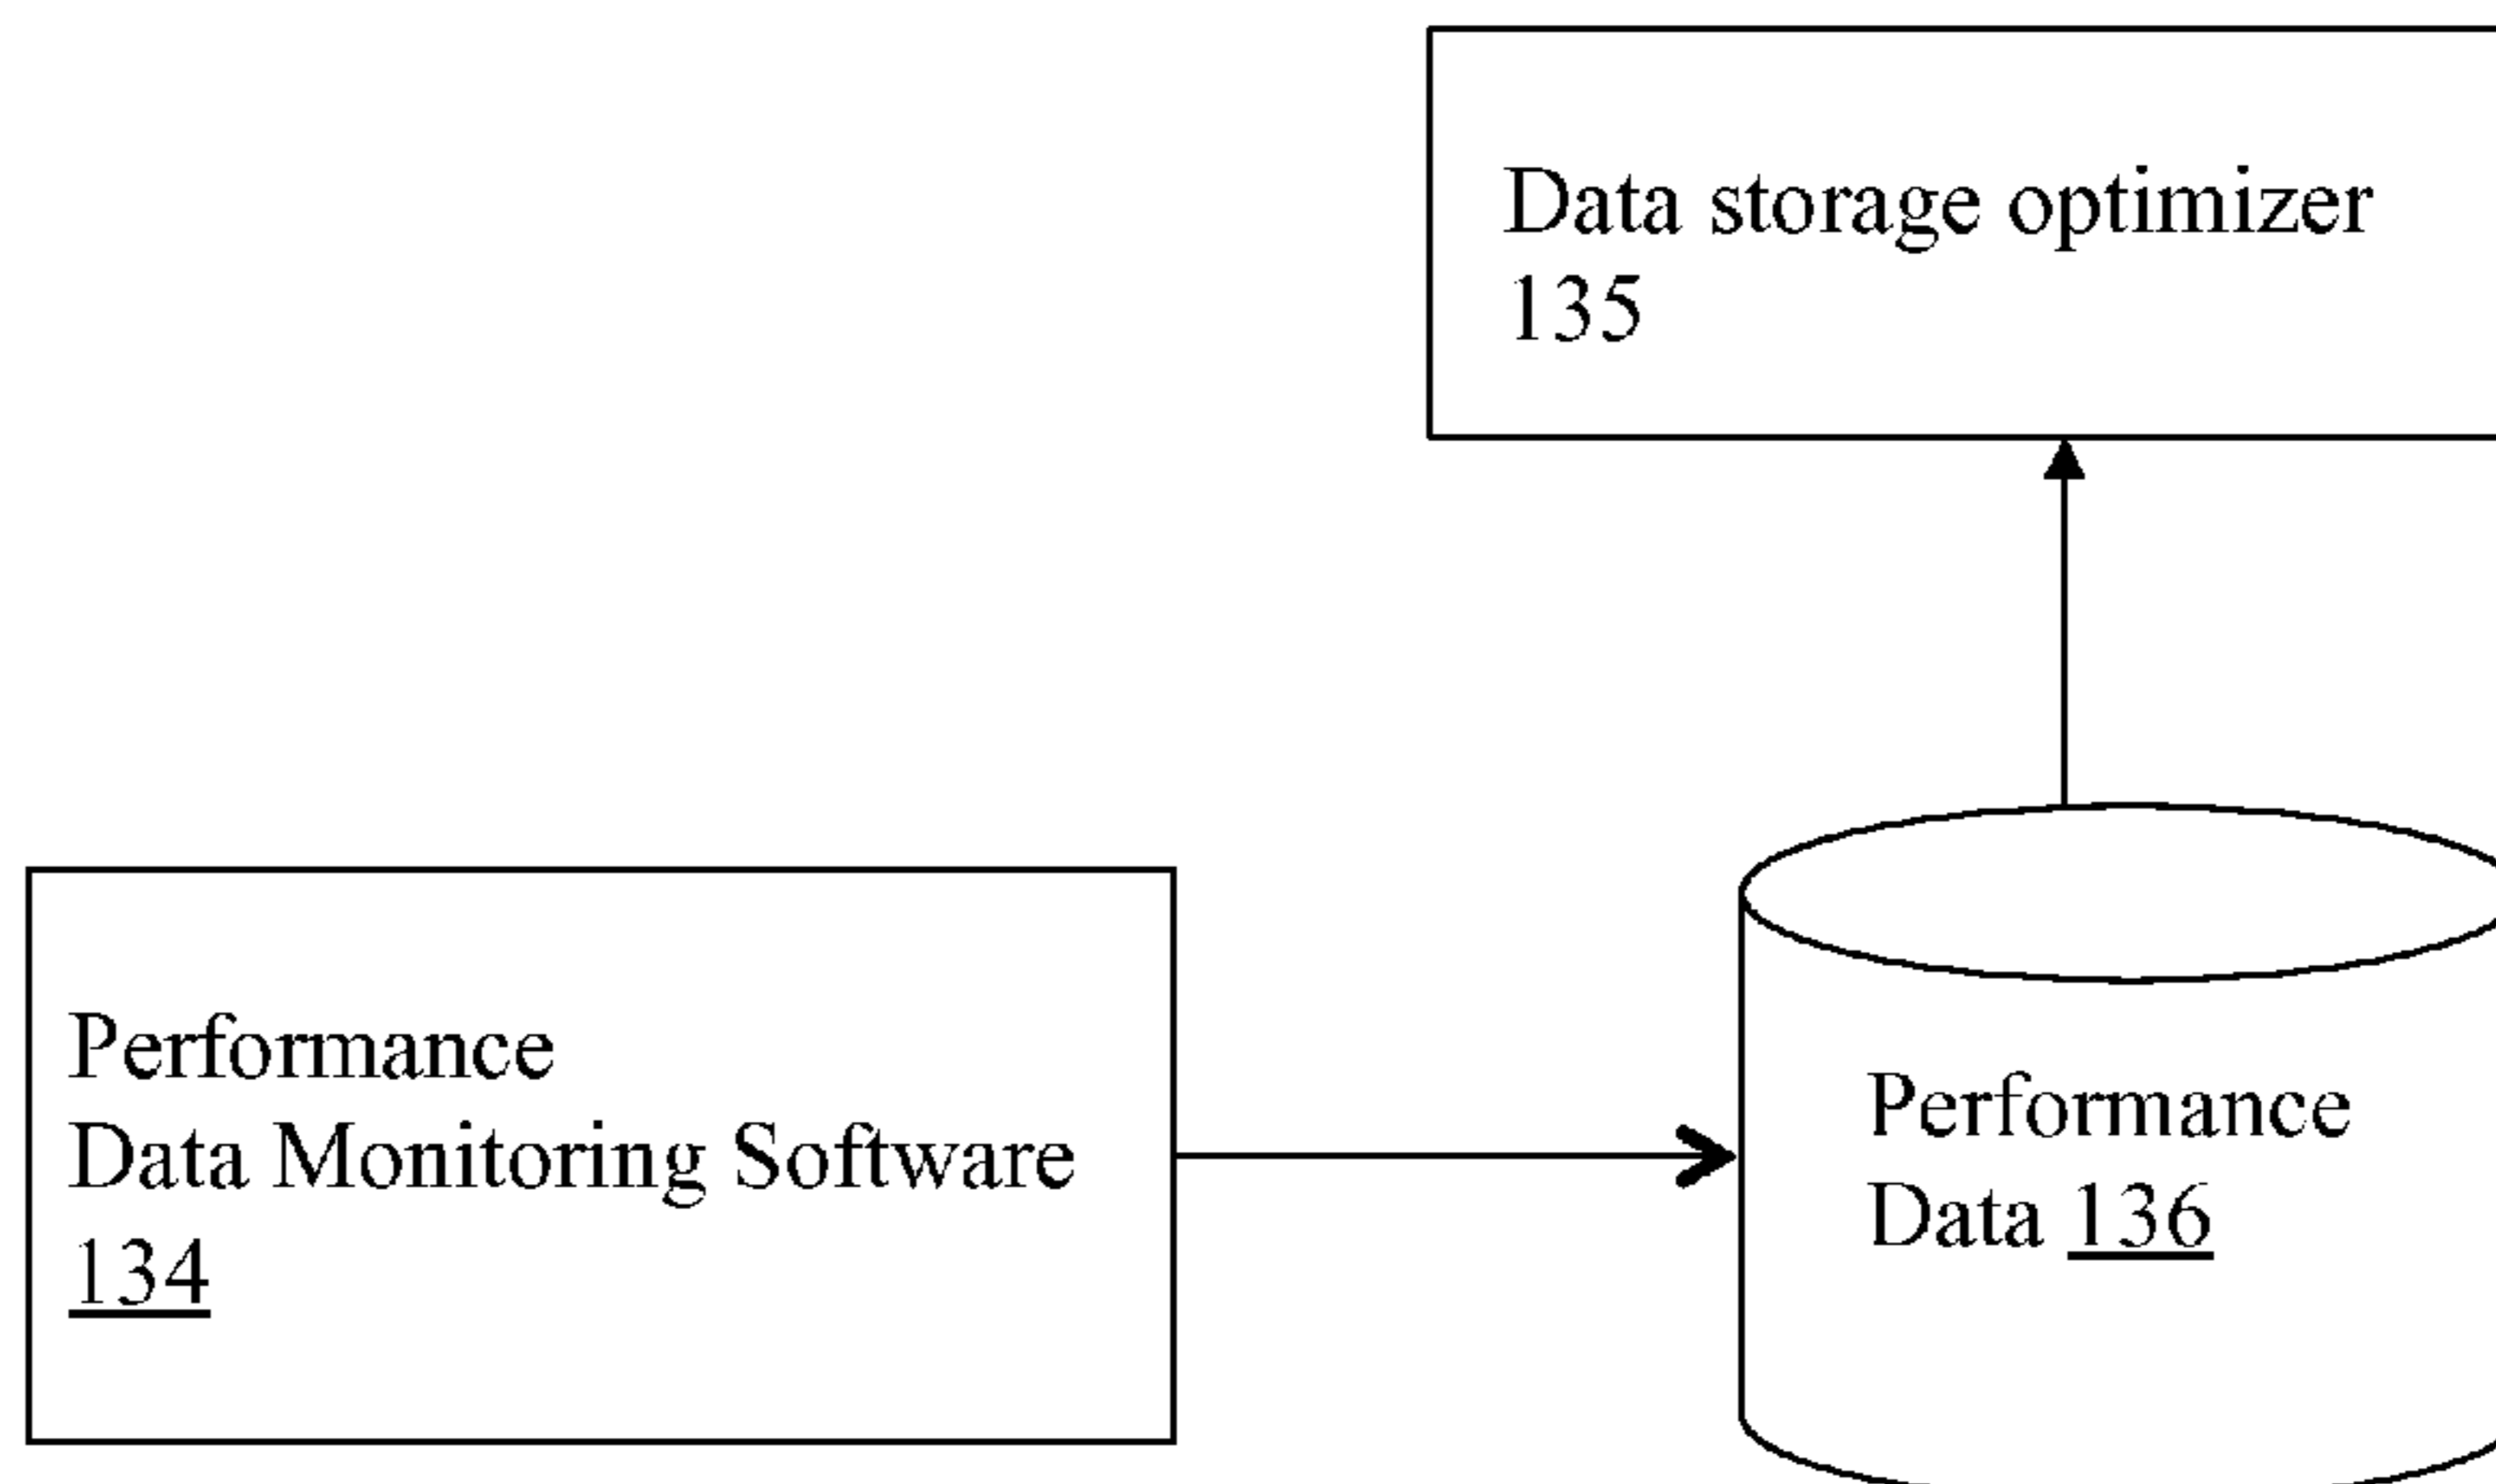 Data storage optimizer
135
Performance
Data Monitoring Software
134
Performance
Data 136